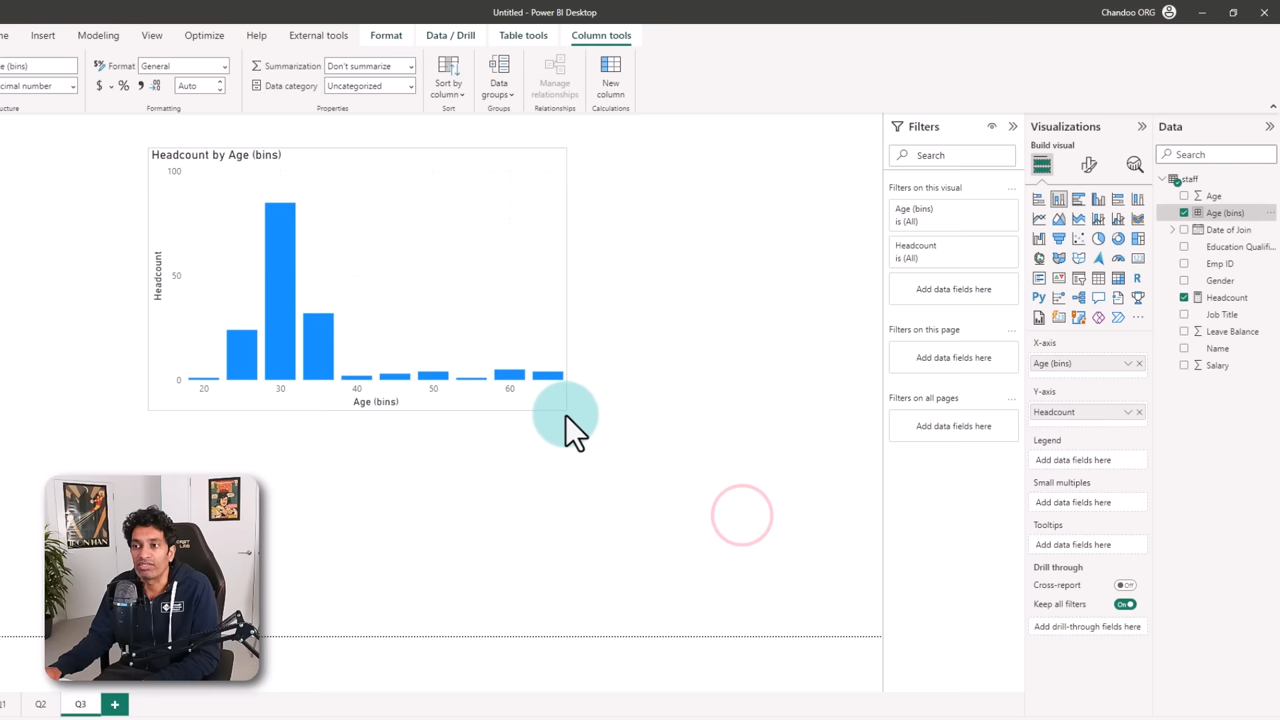 Untitled - Power BI Desktop
Chandoo ORG
Insert
Modeling
View
Optimize
Help
External tools
Format
Data / Drill
Table tools
Column tools
(bins)
Format
General
Summarization
Don't summarize
Sort by
column
Data
groups
Manage
relationships
New
column
cimal number
$
%
Auto
Data category
Uncategorized
Formatting
Properties
Sort
Groups
Relationships
Calculations
Headcount by Age (bins)
100
50
0
Headcount
20
30
40
50
60
Age (bins)
Filters
Search
Filters on this visual
...
Age (bins)
is (All)
Headcount
is (All)
Add data fields here
Filters on this page
...
Add data fields here
Filters on all pages
...
Add data fields here
Visualizations
Build visual
R
Py
...
X-axis
Age (bins)
Y-axis
Headcount
Legend
Add data fields here
Small multiples
Add data fields here
Tooltips
Add data fields here
Drill through
Cross-report
Off
Keep all filters
On
Add drill-through fields here
Data
Search
staff
Age
Age (bins)
...
Date of Join
Education Qualifi...
Emp ID
Gender
Headcount
Job Title
Leave Balance
Name
Salary
Q2
Q3